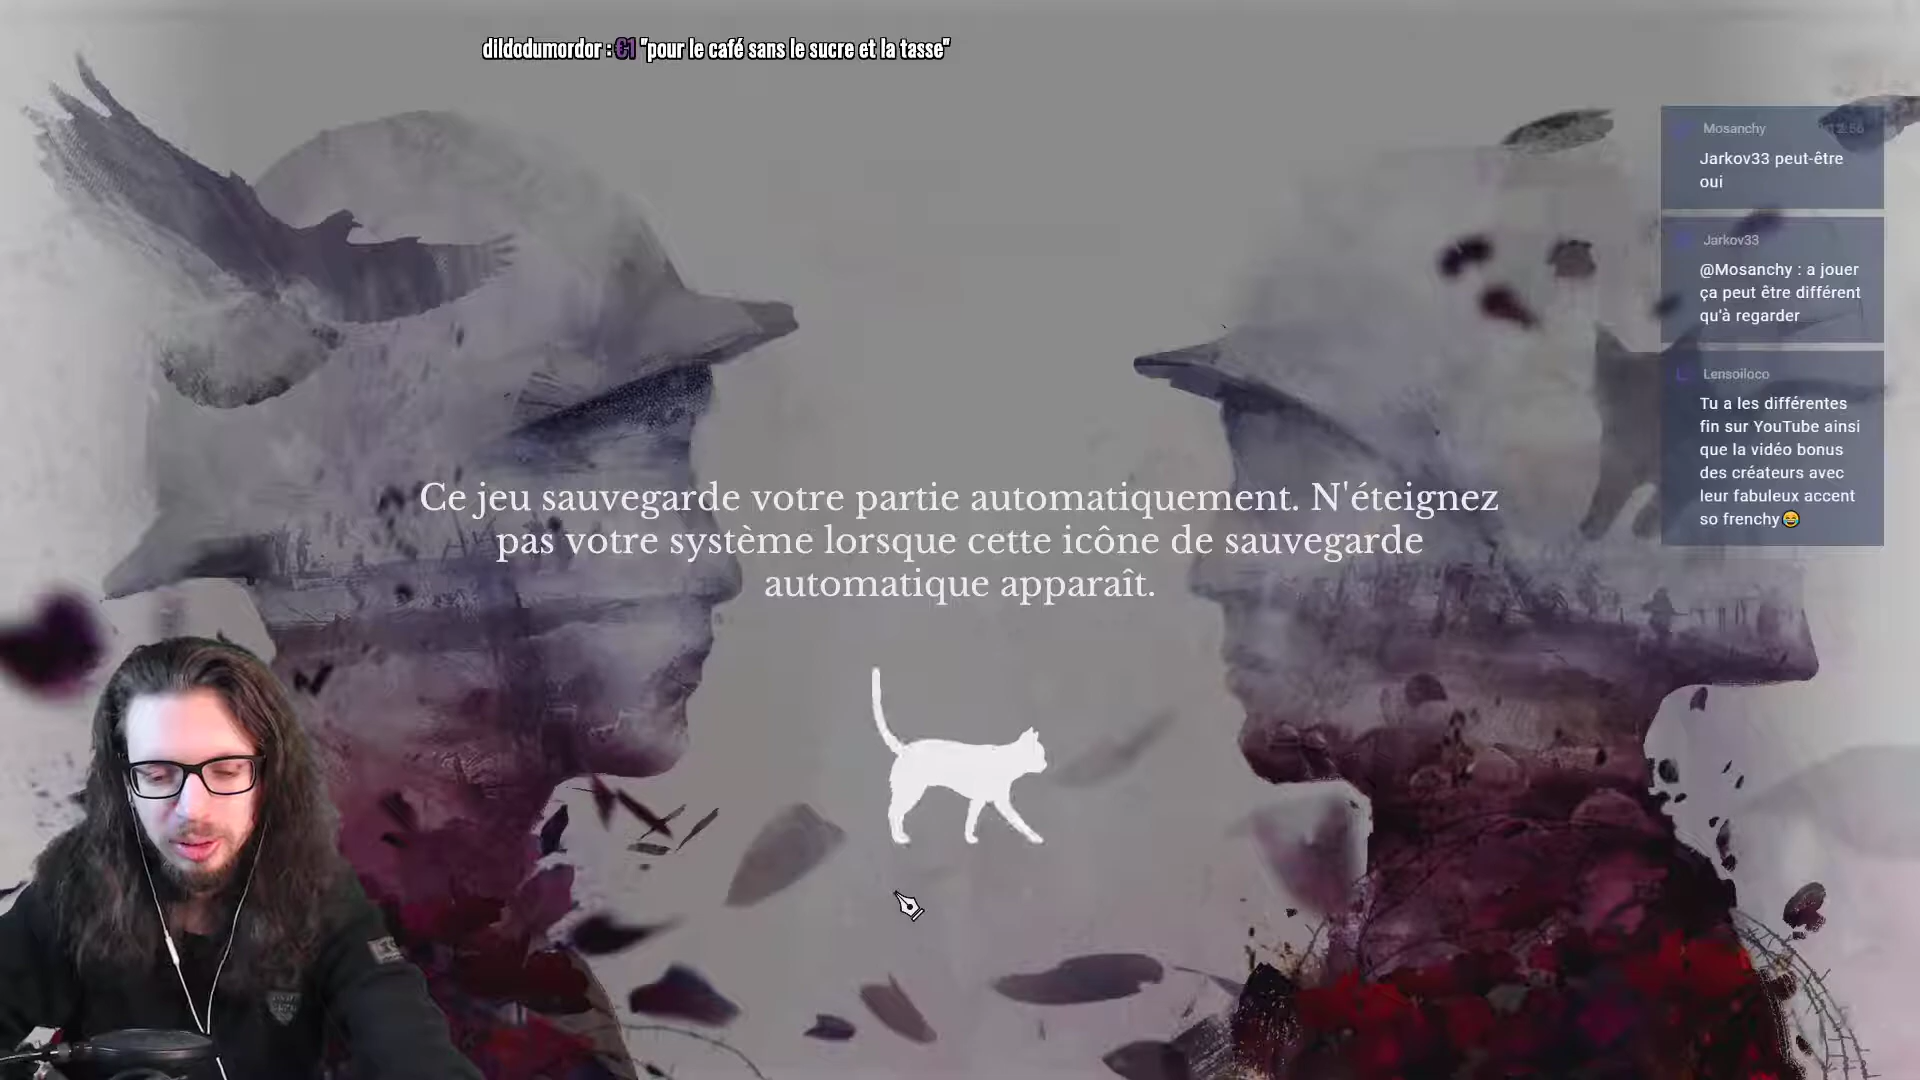 dildodumordor : €1 "pour le café sans le sucre et la tasse"
Mosanchy
Jarkov33 peut-être
oui
Jarkov33
@Mosanchy : a jouer
ça peut être différent
qu'à regarder
Lensoiloco
Tu a les différentes
fin sur YouTube ainsi
que la vidéo bonus
des créateurs avec
leur fabuleux accent
so frenchy😅
Ce jeu sauvegarde votre partie automatiquement. N'éteignez
pas votre système lorsque cette icône de sauvegarde
automatique apparaît.